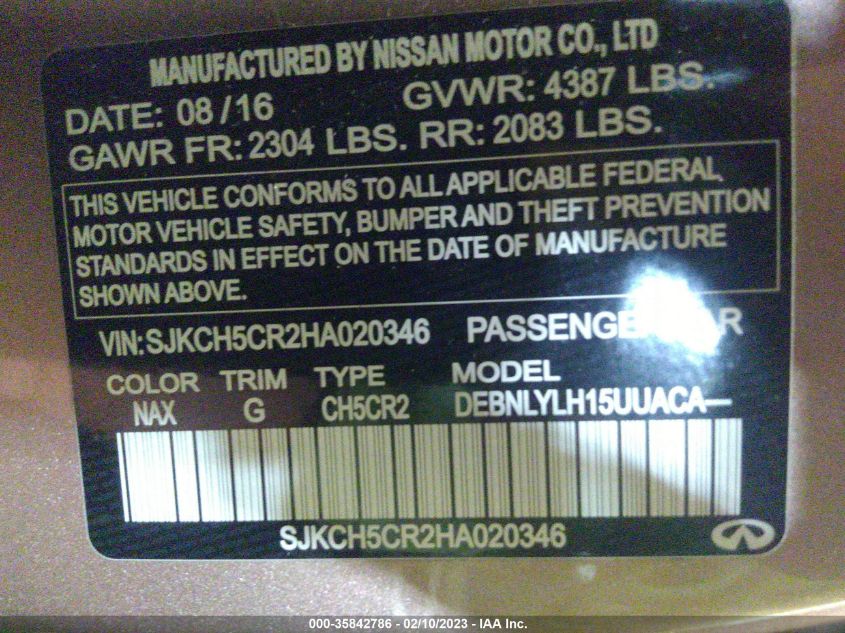 MANUFACTURED BY NISSAN MOTOR CO., LTD
DATE: 08 /16 GVWR: 4387 LBS.
GAWR FR: 2304 LBS. RR: 2083 LBS.
THIS VEHICLE CONFORMS TO ALL APPLICABLE FEDERAL
MOTOR VEHICLE SAFETY, BUMPER AND THEFT PREVENTION
STANDARDS IN EFFECT ON THE DATE OF MANUFACTURE
SHOWN ABOVE.
VIN: SJKCH5CR2HA020346 PASSENGER CAR
COLOR TRIM TYPE MODEL
NAX G CH5CR2 DEBNLYLH15UUACA—
SJKCH5CR2HA020346
000-35842786 - 02/10/2023 - IAA Inc.